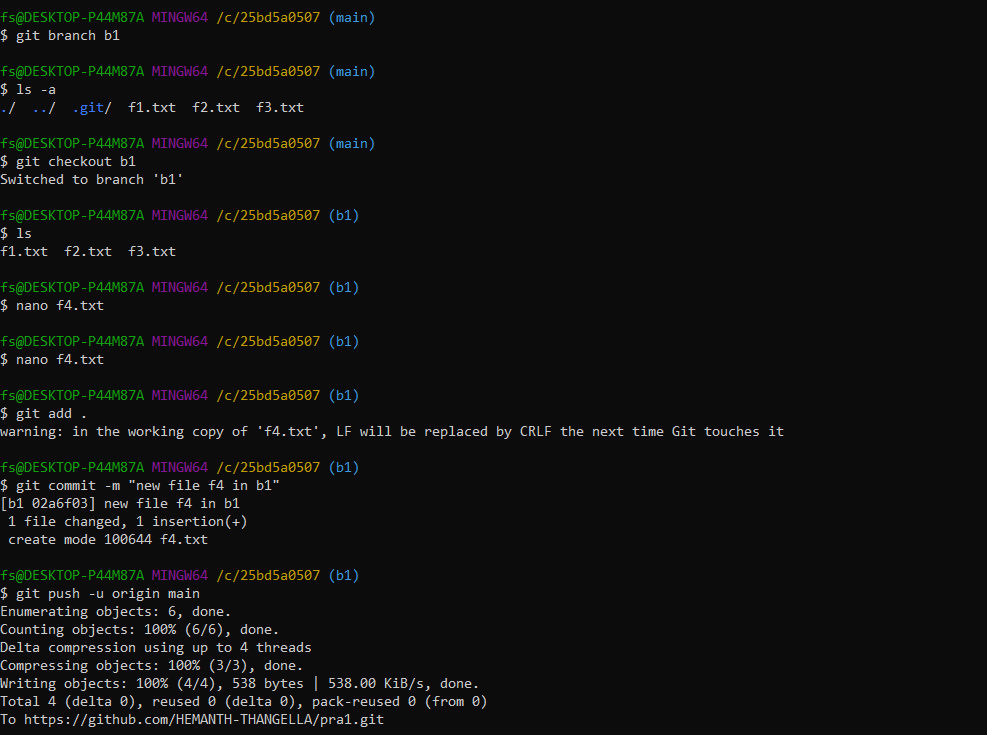 fs@DESKTOP-P44M87A MINGW64 /c/25bd5a0507 (main)
$ git branch b1
fs@DESKTOP-P44M87A MINGW64 /c/25bd5a0507 (main)
$ ls -a
./  ../  .git/  f1.txt  f2.txt  f3.txt
fs@DESKTOP-P44M87A MINGW64 /c/25bd5a0507 (main)
$ git checkout b1
Switched to branch 'b1'
fs@DESKTOP-P44M87A MINGW64 /c/25bd5a0507 (b1)
$ ls
f1.txt  f2.txt  f3.txt
fs@DESKTOP-P44M87A MINGW64 /c/25bd5a0507 (b1)
$ nano f4.txt
fs@DESKTOP-P44M87A MINGW64 /c/25bd5a0507 (b1)
$ nano f4.txt
fs@DESKTOP-P44M87A MINGW64 /c/25bd5a0507 (b1)
$ git add .
warning: in the working copy of 'f4.txt', LF will be replaced by CRLF the next time Git touches it
fs@DESKTOP-P44M87A MINGW64 /c/25bd5a0507 (b1)
$ git commit -m "new file f4 in b1"
[b1 02a6f03] new file f4 in b1
 1 file changed, 1 insertion(+)
 create mode 100644 f4.txt
fs@DESKTOP-P44M87A MINGW64 /c/25bd5a0507 (b1)
$ git push -u origin main
Enumerating objects: 6, done.
Counting objects: 100% (6/6), done.
Delta compression using up to 4 threads
Compressing objects: 100% (3/3), done.
Writing objects: 100% (4/4), 538 bytes | 538.00 KiB/s, done.
Total 4 (delta 0), reused 0 (delta 0), pack-reused 0 (from 0)
To https://github.com/HEMANTH-THANGELLA/pra1.git